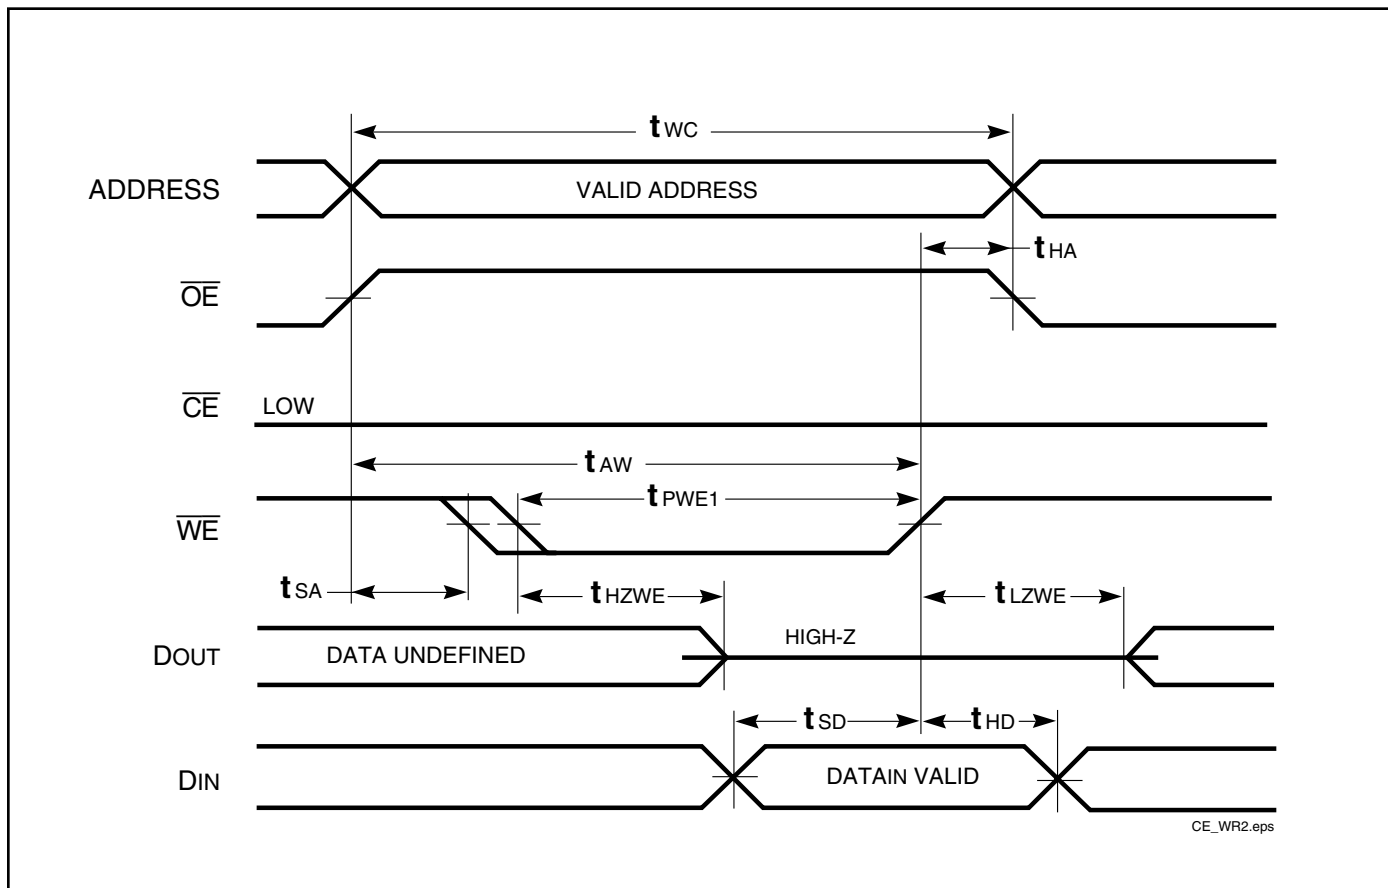 tWC
ADDRESS VALID ADDRESS
tHA
OE
CE LOW
tAW
tPWE1
WE
tSA tHZWE tLZWE
DOUT DATA UNDEFINED HIGH-Z
tSD tHD
DIN DATAIN VALID
CE_WR2.eps